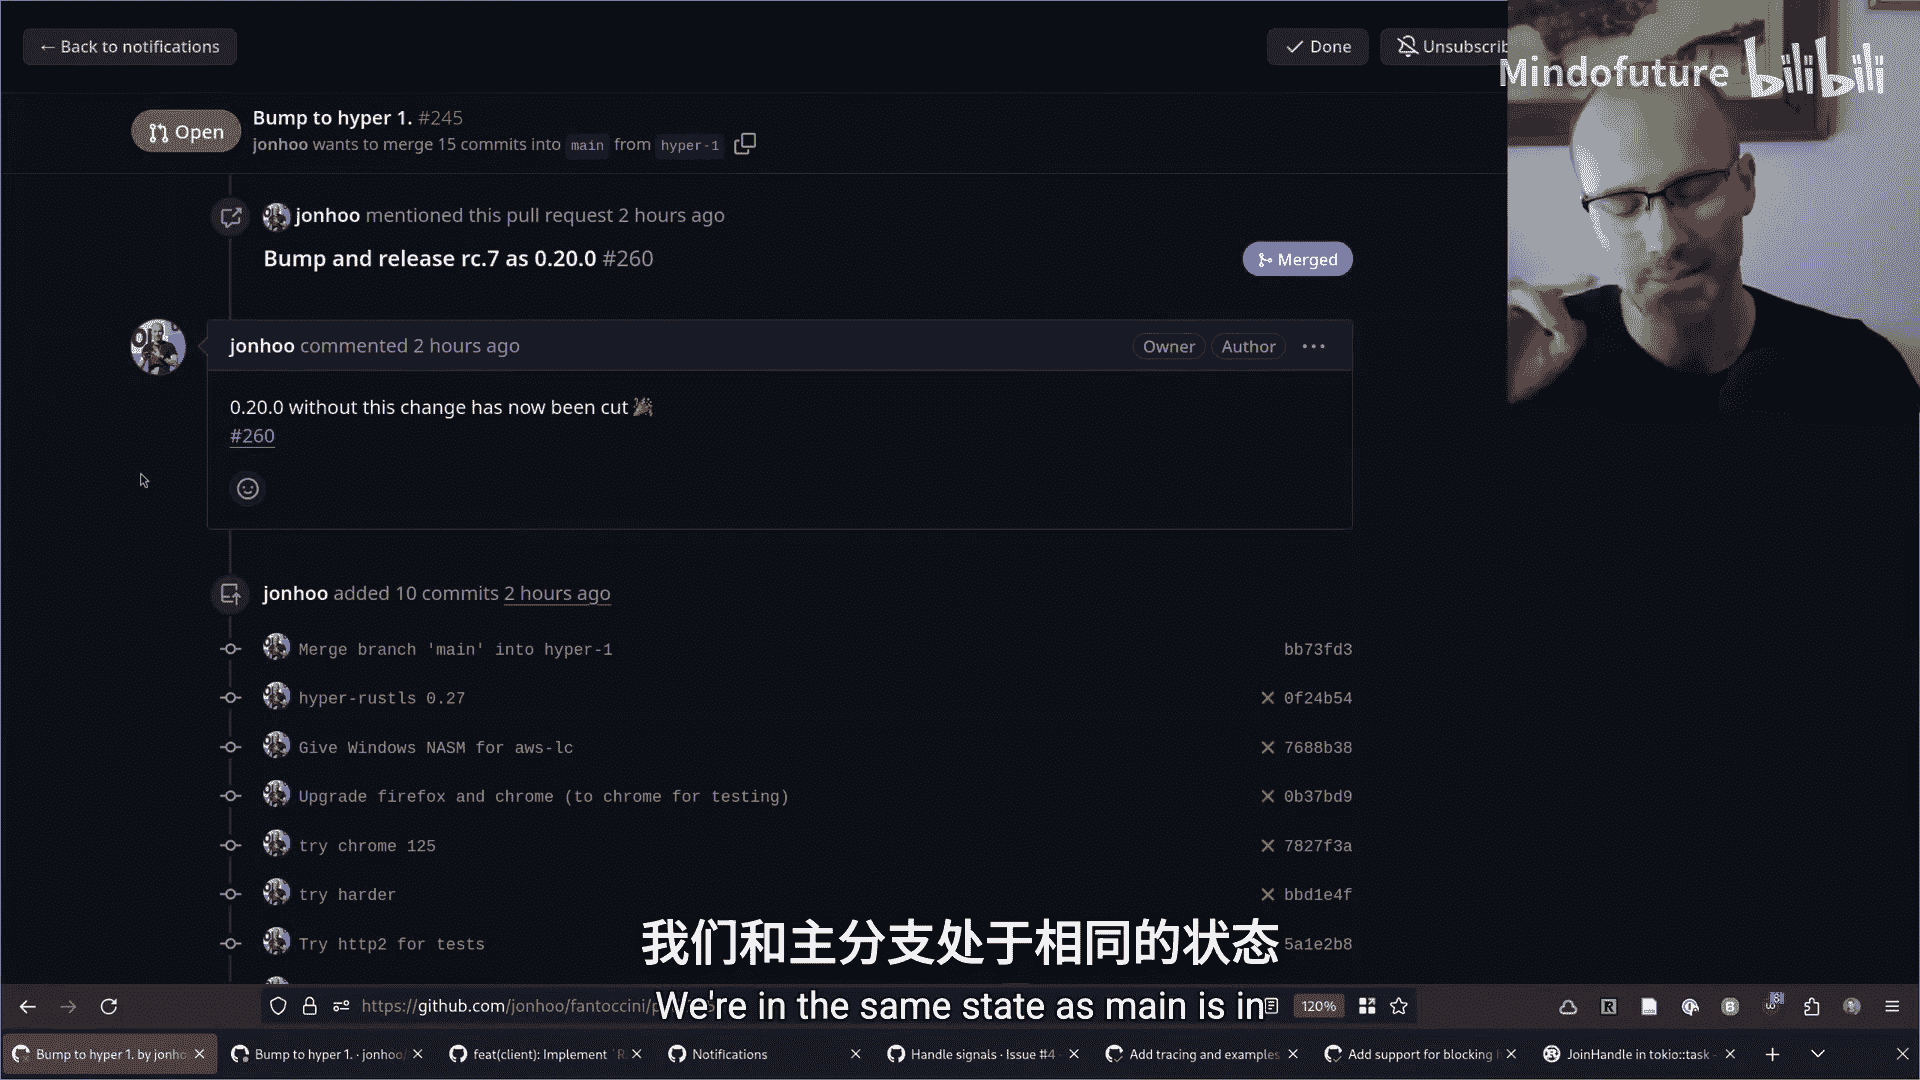 ← Back to notifications
Done
Unsubscrib
Mindofuture bilibili
Open
Bump to hyper 1. #245
jonhoo wants to merge 15 commits into main from hyper-1
jonhoo mentioned this pull request 2 hours ago
Bump and release rc.7 as 0.20.0 #260
Merged
jonhoo commented 2 hours ago
Owner
Author
0.20.0 without this change has now been cut 🎉
#260
jonhoo added 10 commits 2 hours ago
Merge branch 'main' into hyper-1 bb73fd3
hyper-rustls 0.27 0f24b54
Give Windows NASM for aws-lc 7688b38
Upgrade firefox and chrome (to chrome for testing) 0b37bd9
try chrome 125 7827f3a
try harder bbd1e4f
Try http2 for tests 5a1e2b8
我们和主分支处于相同的状态
https://github.com/jonhoo/fantoccini/p
We're in the same state as main is in
120%
Bump to hyper 1. by jonho
Bump to hyper 1. · jonhoo/
feat(client): Implement `R
Notifications
Handle signals · Issue #4
Add tracing and examples
Add support for blocking
JoinHandle in tokio::task -